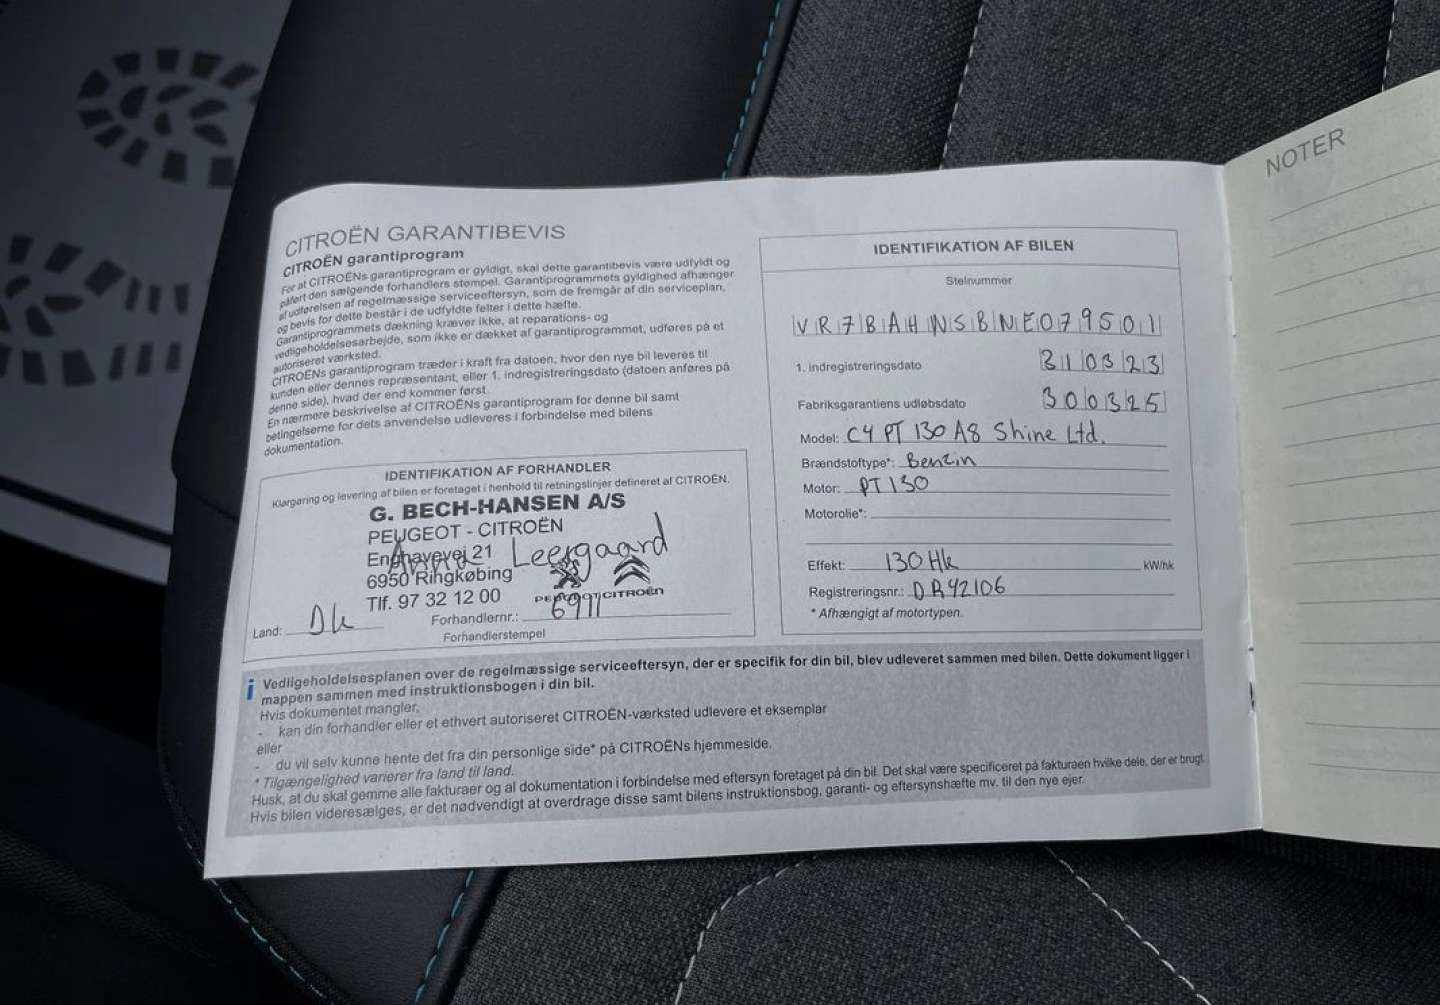 CITROËN GARANTIBEVIS
CITROËN garantiprogram
For at CITROËNs garantiprogram er gyldigt, skal dette garantibevis være udfyldt og
påført den sælgende forhandlers stempel. Garantiprogrammets gyldighed afhænger
af udførelsen af regelmæssige serviceeftersyn, som de fremgår af din serviceplan,
og bevis for dette består i de udfyldte felter i dette hæfte.
Garantiprogrammets dækning kræver ikke, at reparations- og
vedligeholdelsesarbejde, som ikke er dækket af garantiprogrammet, udføres på et
autoriseret værksted.
CITROËNs garantiprogram træder i kraft fra datoen, hvor den nye bil leveres til
kunden eller dennes repræsentant, eller 1. indregistreringsdato (datoen anføres på
denne side), hvad der end kommer først.
En nærmere beskrivelse af CITROËNs garantiprogram for denne bil samt
betingelserne for dets anvendelse udleveres i forbindelse med bilens
dokumentation.
IDENTIFIKATION AF FORHANDLER
Klargøring og levering af bilen er foretaget i henhold til retningslinjer defineret af CITROËN.
G. BECH-HANSEN A/S
PEUGEOT - CITROËN
Enghavevej 21
Anna Leergaard
6950 Ringkøbing
Tlf. 97 32 12 00
PEUGEOT CITROËN
Land: Dk
Forhandlernr.: 6911
Forhandlerstempel
IDENTIFIKATION AF BILEN
Stelnummer
VR7BAHNSBNE079501
1. indregistreringsdato 310323
Fabriksgarantiens udløbsdato 300325
Model: C4 PT 130 A8 Shine Ltd.
Brændstoftype*: Benzin
Motor: PT 130
Motorolie*:
Effekt: 130 Hk kW/hk
Registreringsnr.: DR42106
* Afhængigt af motortypen.
i Vedligeholdelsesplanen over de regelmæssige serviceeftersyn, der er specifik for din bil, blev udleveret sammen med bilen. Dette dokument ligger i
mappen sammen med instruktionsbogen i din bil.
Hvis dokumentet mangler,
- kan din forhandler eller et ethvert autoriseret CITROËN-værksted udlevere et eksemplar
eller
- du vil selv kunne hente det fra din personlige side* på CITROËNs hjemmeside.
* Tilgængelighed varierer fra land til land.
Husk, at du skal gemme alle fakturaer og al dokumentation i forbindelse med eftersyn foretaget på din bil. Det skal være specificeret på fakturaen hvilke dele, der er brugt.
Hvis bilen videresælges, er det nødvendigt at overdrage disse samt bilens instruktionsbog, garanti- og eftersynshæfte mv. til den nye ejer.
NOTER